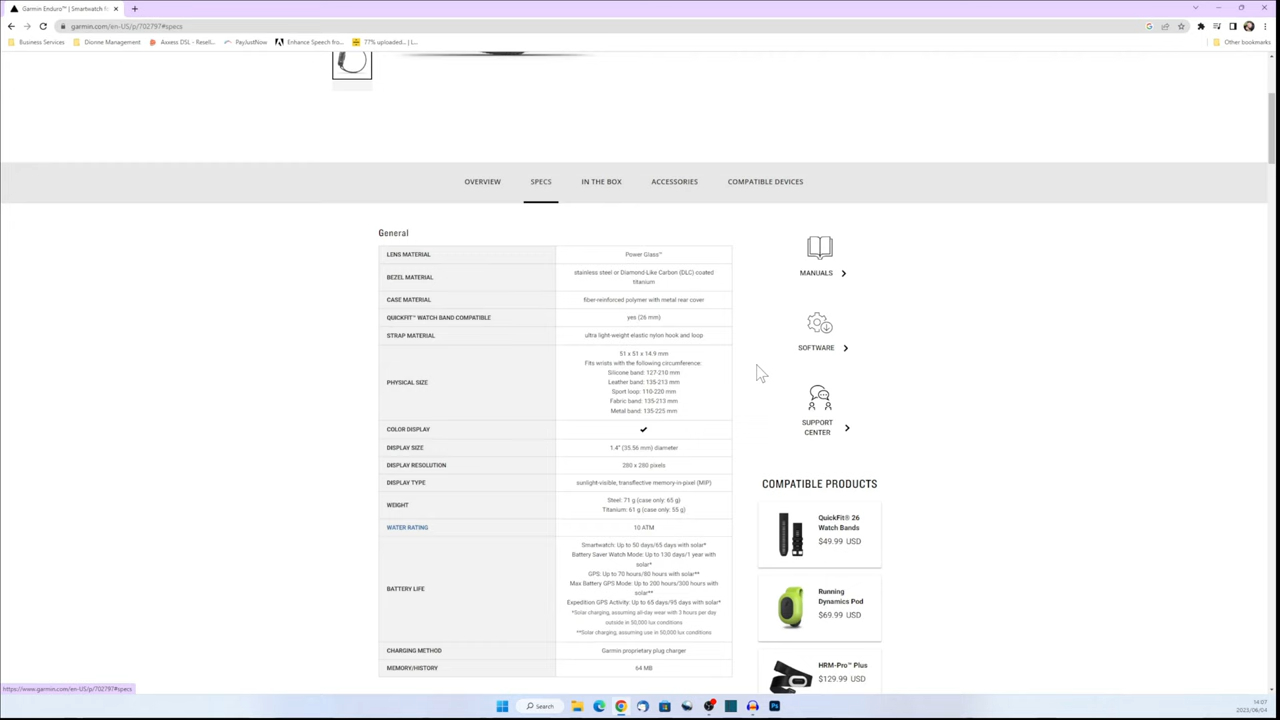 Garmin Enduro™ | Smartwatch N
garmin.com/en-US/p/702797#specs
Business Services
Dionne Management
Axxess DSL - Resell...
PayJustNow
Enhance Speech fro...
77% uploaded... | L...
Other bookmarks
OVERVIEW
SPECS
IN THE BOX
ACCESSORIES
COMPATIBLE DEVICES
General
LENS MATERIAL
Power Glass™
BEZEL MATERIAL
stainless steel or Diamond-Like Carbon (DLC) coated
titanium
CASE MATERIAL
fiber-reinforced polymer with metal rear cover
QUICKFIT™ WATCH BAND COMPATIBLE
yes (26 mm)
STRAP MATERIAL
ultra light-weight elastic nylon hook and loop
PHYSICAL SIZE
51 x 51 x 14.9 mm
Fits wrists with the following circumference:
Silicone band: 127-210 mm
Leather band: 135-213 mm
Sport loop: 110-220 mm
Fabric band: 135-213 mm
Metal band: 135-225 mm
COLOR DISPLAY
DISPLAY SIZE
1.4" (35.56 mm) diameter
DISPLAY RESOLUTION
280 x 280 pixels
DISPLAY TYPE
sunlight-visible, transflective memory-in-pixel (MIP)
WEIGHT
Steel: 71 g (case only: 65 g)
Titanium: 61 g (case only: 55 g)
WATER RATING
10 ATM
BATTERY LIFE
Smartwatch: Up to 50 days/65 days with solar*
Battery Saver Watch Mode: Up to 130 days/1 year with
solar*
GPS: Up to 70 hours/80 hours with solar**
Max Battery GPS Mode: Up to 200 hours/300 hours with
solar**
Expedition GPS Activity: Up to 65 days/95 days with solar*
*Solar charging, assuming all-day wear with 3 hours per day
outside in 50,000 lux conditions
**Solar charging, assuming use in 50,000 lux conditions
CHARGING METHOD
Garmin proprietary plug charger
MEMORY/HISTORY
64 MB
MANUALS
SOFTWARE
SUPPORT
CENTER
COMPATIBLE PRODUCTS
QuickFit® 26
Watch Bands
$49.99 USD
Running
Dynamics Pod
$69.99 USD
HRM-Pro™ Plus
$129.99 USD
https://www.garmin.com/en-US/p/702797#specs
Search
14:07
2023/06/04